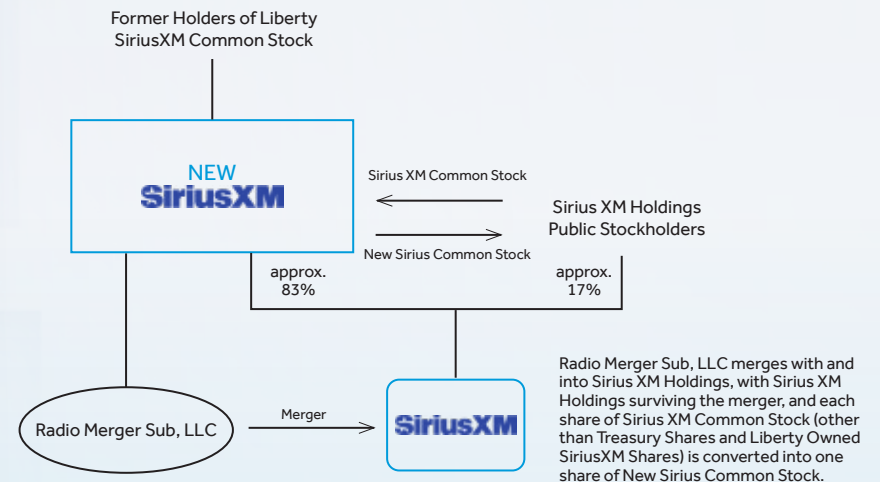 Former Holders of Liberty
SiriusXM Common Stock
NEW
SiriusXM
Sirius XM Common Stock
New Sirius Common Stock
Sirius XM Holdings
Public Stockholders
approx.
83%
approx.
17%
Radio Merger Sub, LLC
Merger
SiriusXM
Radio Merger Sub, LLC merges with and
into Sirius XM Holdings, with Sirius XM
Holdings surviving the merger, and each
share of Sirius XM Common Stock (other
than Treasury Shares and Liberty Owned
SiriusXM Shares) is converted into one
share of New Sirius Common Stock.